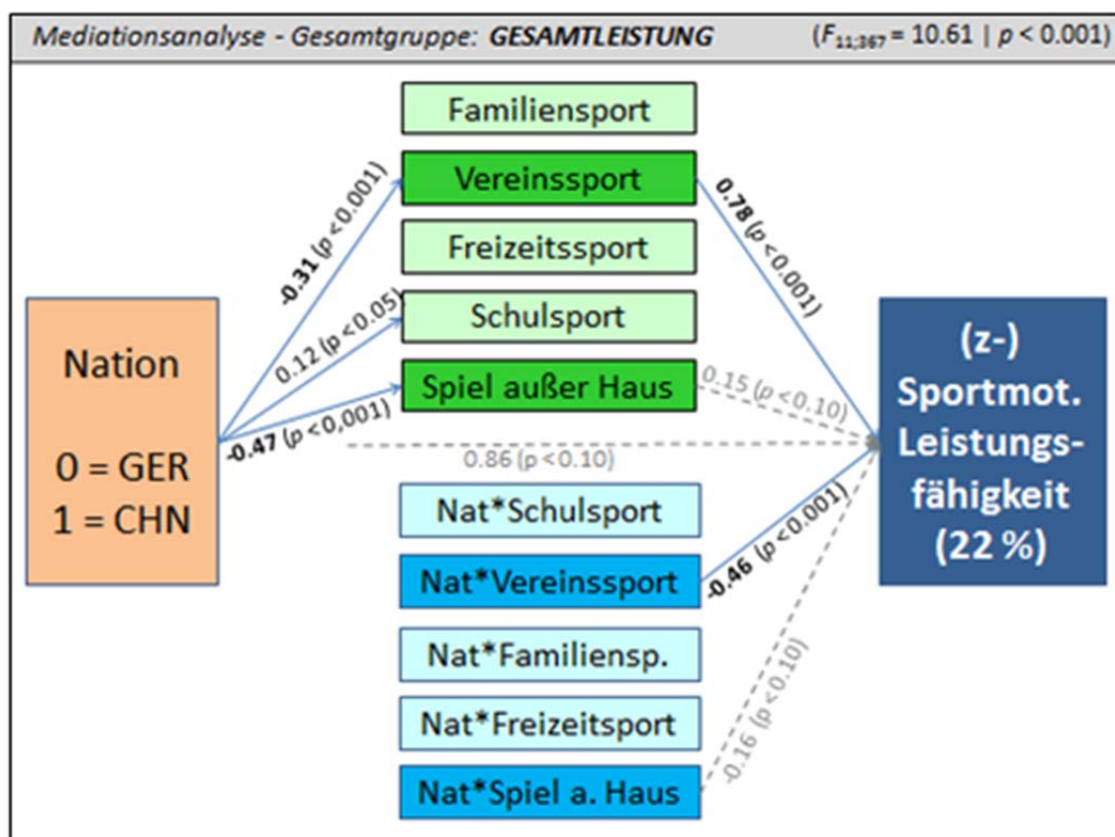 Mediationsanalyse - Gesamtgruppe: GESAMTLEISTUNG (F11;367 = 10.61 | p < 0.001)
Familiensport
Vereinssport
Freizeitssport
Schulsport
Spiel außer Haus
-0.31 (p <0.001)
0.12 (p <0.05)
-0.47 (p <0,001)
0.78 (p <0.001)
0.15 (p <0.10)
0.86 (p <0.10)
Nation
0 = GER
1 = CHN
(z-)
Sportmot.
Leistungs-
fähigkeit
(22 %)
Nat*Schulsport
Nat*Vereinssport
Nat*Familiensp.
Nat*Freizeitsport
Nat*Spiel a. Haus
-0.46 (p <0.001)
-0.16 (p <0.10)